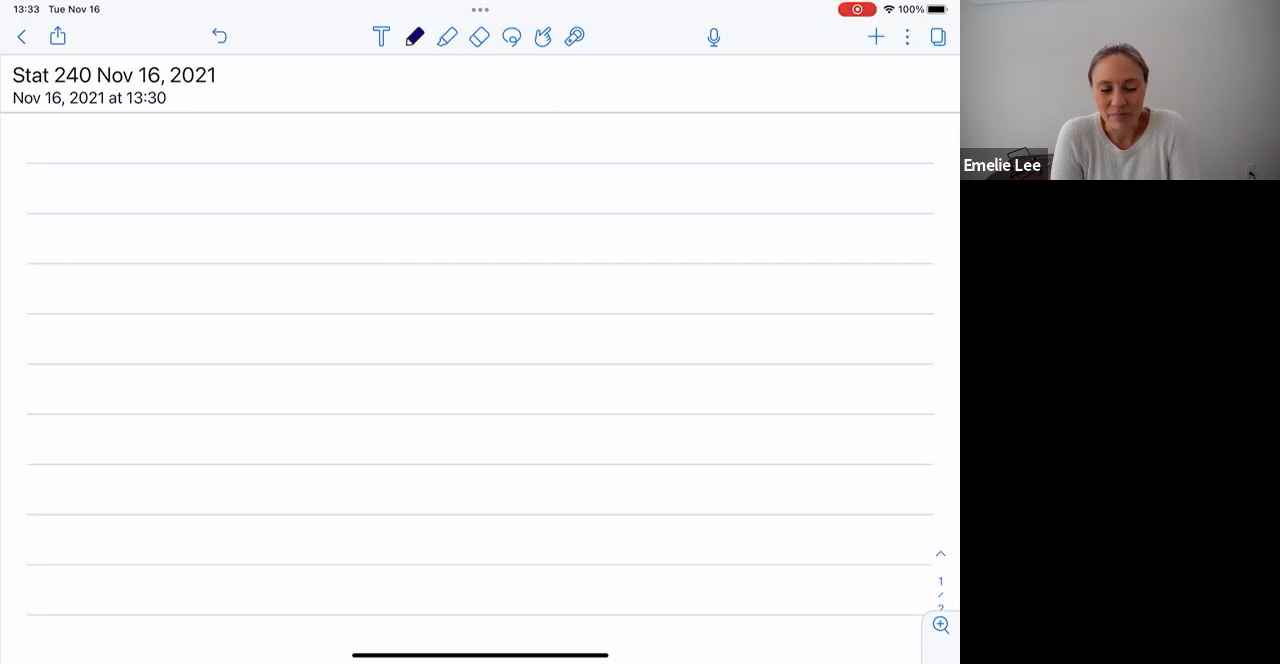 13:33 Tue Nov 16
100%
Stat 240 Nov 16, 2021
Nov 16, 2021 at 13:30
Emelie Lee
1
2